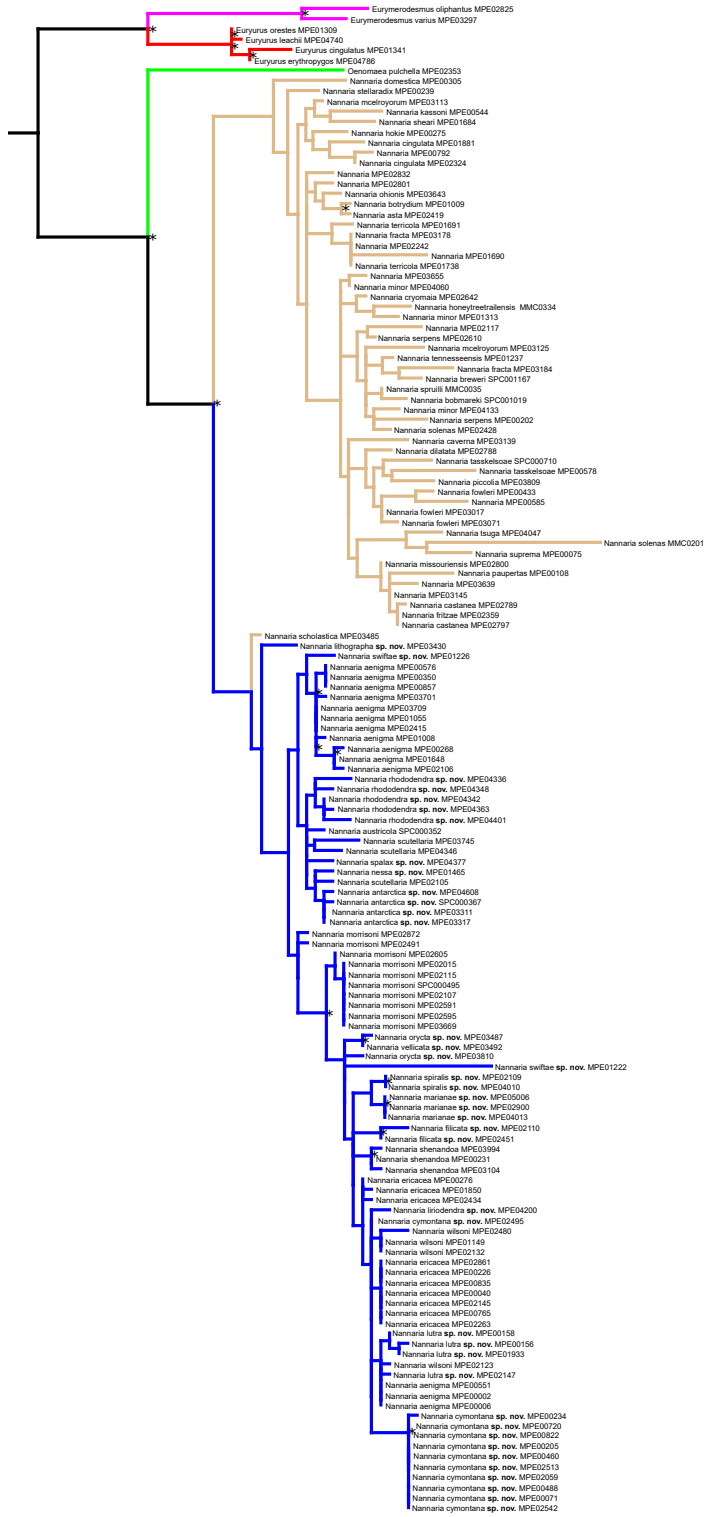 Eurymerodesmus oliphantus MPE02825
Eurymerodesmus varius MPE03297
Euryurus orestes MPE01309
Euryurus leachii MPE04740
Euryurus cingulatus MPE01341
Euryurus erythropygos MPE04786
Oenomaea pulchella MPE02353
Nannaria domestica MPE00305
Nannaria stellaradix MPE00239
Nannaria mcelroyorum MPE03113
Nannaria kassoni MPE00544
Nannaria sheari MPE01684
Nannaria hokie MPE00275
Nannaria cingulata MPE01881
Nannaria MPE00792
Nannaria cingulata MPE02324
Nannaria MPE02832
Nannaria MPE02801
Nannaria ohionis MPE03643
Nannaria botrydium MPE01009
Nannaria asta MPE02419
Nannaria terricola MPE01691
Nannaria fracta MPE03178
Nannaria MPE02242
Nannaria MPE01690
Nannaria terricola MPE01738
Nannaria MPE03655
Nannaria minor MPE04060
Nannaria cryomaia MPE02642
Nannaria honeytreetrailensis MMC0334
Nannaria minor MPE01313
Nannaria MPE02117
Nannaria serpens MPE02610
Nannaria mcelroyorum MPE03125
Nannaria tennesseensis MPE01237
Nannaria fracta MPE03184
Nannaria breweri SPC001167
Nannaria spruilli MMC0035
Nannaria bobmareki SPC001019
Nannaria minor MPE04133
Nannaria serpens MPE00202
Nannaria solenas MPE02428
Nannaria caverna MPE03139
Nannaria dilatata MPE02788
Nannaria tasskelsoae SPC000710
Nannaria tasskelsoae MPE00578
Nannaria piccolia MPE03809
Nannaria fowleri MPE00433
Nannaria MPE00585
Nannaria fowleri MPE03017
Nannaria fowleri MPE03071
Nannaria tsuga MPE04047
Nannaria solenas MMC0201
Nannaria suprema MPE00075
Nannaria missouriensis MPE02800
Nannaria paupertas MPE00108
Nannaria MPE03639
Nannaria MPE03145
Nannaria castanea MPE02789
Nannaria fritzae MPE02359
Nannaria castanea MPE02797
Nannaria scholastica MPE03485
Nannaria lithographa sp. nov. MPE03430
Nannaria swiftae sp. nov. MPE01226
Nannaria aenigma MPE00576
Nannaria aenigma MPE00350
Nannaria aenigma MPE00857
Nannaria aenigma MPE03701
Nannaria aenigma MPE03709
Nannaria aenigma MPE01055
Nannaria aenigma MPE02415
Nannaria aenigma MPE01008
Nannaria aenigma MPE00268
Nannaria aenigma MPE01648
Nannaria aenigma MPE02106
Nannaria rhododendra sp. nov. MPE04336
Nannaria rhododendra sp. nov. MPE04348
Nannaria rhododendra sp. nov. MPE04342
Nannaria rhododendra sp. nov. MPE04363
Nannaria rhododendra sp. nov. MPE04401
Nannaria austricola SPC000352
Nannaria scutellaria MPE03745
Nannaria scutellaria MPE04346
Nannaria spalax sp. nov. MPE04377
Nannaria nessa sp. nov. MPE01465
Nannaria scutellaria MPE02105
Nannaria antarctica sp. nov. MPE04608
Nannaria antarctica sp. nov. SPC000367
Nannaria antarctica sp. nov. MPE03311
Nannaria antarctica sp. nov. MPE03317
Nannaria morrisoni MPE02872
Nannaria morrisoni MPE02491
Nannaria morrisoni MPE02605
Nannaria morrisoni MPE02015
Nannaria morrisoni MPE02115
Nannaria morrisoni SPC000495
Nannaria morrisoni MPE02107
Nannaria morrisoni MPE02591
Nannaria morrisoni MPE02595
Nannaria morrisoni MPE03669
Nannaria orycta sp. nov. MPE03487
Nannaria vellicata sp. nov. MPE03492
Nannaria orycta sp. nov. MPE03810
Nannaria swiftae sp. nov. MPE01222
Nannaria spiralis sp. nov. MPE02109
Nannaria spiralis sp. nov. MPE04010
Nannaria marianae sp. nov. MPE05006
Nannaria marianae sp. nov. MPE02900
Nannaria marianae sp. nov. MPE04013
Nannaria filicata sp. nov. MPE02110
Nannaria filicata sp. nov. MPE02451
Nannaria shenandoa MPE03994
Nannaria shenandoa MPE00231
Nannaria shenandoa MPE03104
Nannaria ericacea MPE00276
Nannaria ericacea MPE01850
Nannaria ericacea MPE02434
Nannaria liriodendra sp. nov. MPE04200
Nannaria cymontana sp. nov. MPE02495
Nannaria wilsoni MPE02480
Nannaria wilsoni MPE01149
Nannaria wilsoni MPE02132
Nannaria ericacea MPE02861
Nannaria ericacea MPE00226
Nannaria ericacea MPE00835
Nannaria ericacea MPE00040
Nannaria ericacea MPE02145
Nannaria ericacea MPE00765
Nannaria ericacea MPE02263
Nannaria lutra sp. nov. MPE00158
Nannaria lutra sp. nov. MPE00156
Nannaria lutra sp. nov. MPE01933
Nannaria wilsoni MPE02123
Nannaria lutra sp. nov. MPE02147
Nannaria aenigma MPE00551
Nannaria aenigma MPE00002
Nannaria aenigma MPE00006
Nannaria cymontana sp. nov. MPE00234
Nannaria cymontana sp. nov. MPE00720
Nannaria cymontana sp. nov. MPE00822
Nannaria cymontana sp. nov. MPE00205
Nannaria cymontana sp. nov. MPE00460
Nannaria cymontana sp. nov. MPE02513
Nannaria cymontana sp. nov. MPE02059
Nannaria cymontana sp. nov. MPE00488
Nannaria cymontana sp. nov. MPE00071
Nannaria cymontana sp. nov. MPE02542